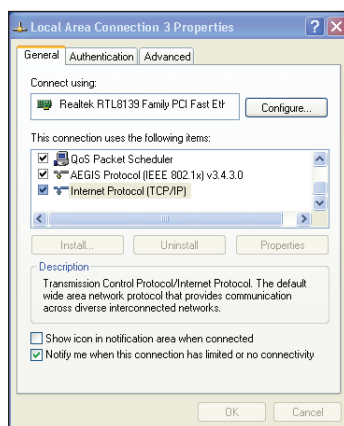 Local Area Connection 3 Properties
General Authentication Advanced
Connect using:
Realtek RTL8139 Family PCI Fast Eth
Configure...
This connection uses the following items:
QoS Packet Scheduler
AEGIS Protocol (IEEE 802.1x) v3.4.3.0
Internet Protocol (TCP/IP)
Install... Uninstall Properties
Description
Transmission Control Protocol/Internet Protocol. The default
wide area network protocol that provides communication
across diverse interconnected networks.
Show icon in notification area when connected
Notify me when this connection has limited or no connectivity
OK Cancel